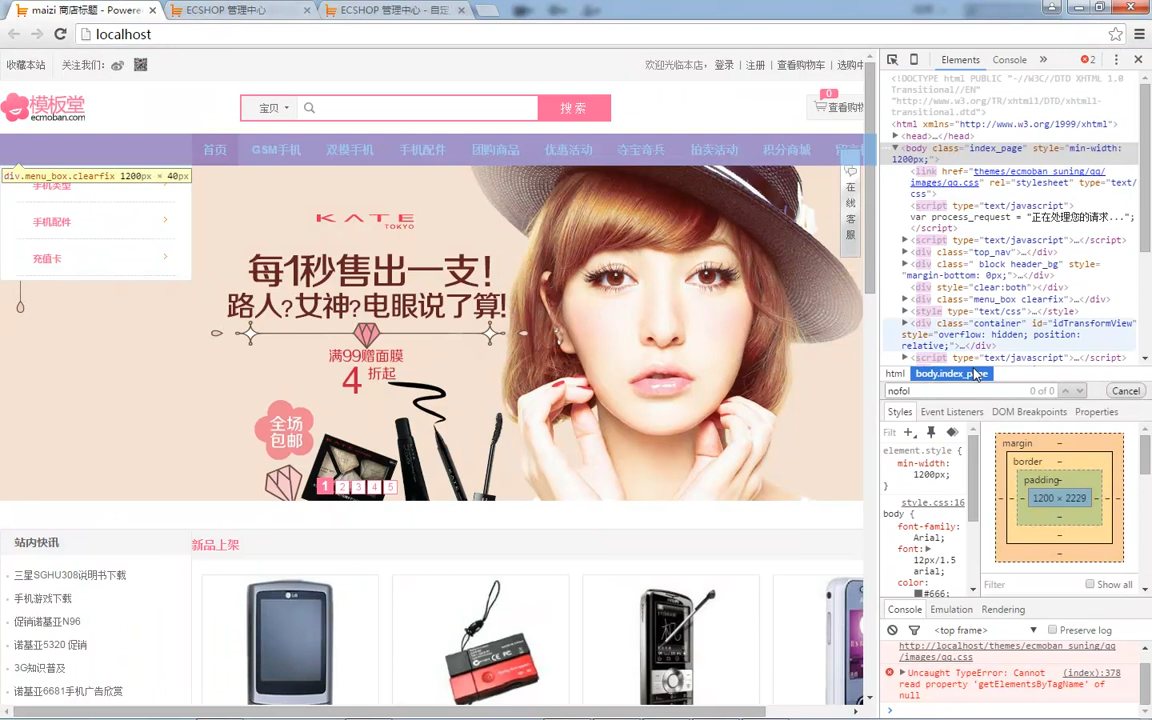 maizi 商店标题 - Powere
ECSHOP 管理中心
ECSHOP 管理中心 - 自定
localhost
收藏本站 关注我们:
欢迎光临本店, 登录 | 注册 | 查看购物车 | 选购中
模板堂
ecmoban.com
宝贝
搜 索
0
查看购物
首页 GSM手机 双模手机 手机配件 团购商品 优惠活动 夺宝奇兵 拍卖活动 积分商城
div.menu_box.clearfix 1200px × 40px
手机类型
手机配件
充值卡
在
线
客
服
KATE
TOKYO
每1秒售出一支!
路人?女神?电眼说了算!
满99赠面膜
4 折起
全场
包邮
1 2 3 4 5
站内快讯
新品上架
三星SGHU308说明书下载
手机游戏下载
促销诺基亚N96
诺基亚5320 促销
3G知识普及
诺基亚6681手机广告欣赏
LG
Elements Console » 2
<!DOCTYPE html PUBLIC "-//W3C//DTD XHTML 1.0
Transitional//EN"
"http://www.w3.org/TR/xhtml1/DTD/xhtml1-
transitional.dtd">
<html xmlns="http://www.w3.org/1999/xhtml">
<head>…</head>
<body class="index_page" style="min-width:
1200px;">
<link href="themes/ecmoban_suning/qq/
images/qq.css" rel="stylesheet" type="text/
css">
<script type="text/javascript">
var process_request = "正在处理您的请求...";
</script>
<script type="text/javascript">…</script>
<div class="top_nav">…</div>
<div class=" block header_bg" style=
"margin-bottom: 0px;">…</div>
<div style="clear:both"></div>
<div class="menu_box clearfix">…</div>
<style type="text/css">…</style>
<div class="container" id="idTransformView"
style="overflow: hidden; position:
relative;">…</div>
<script type="text/javascript">…</script>
html body.index_page
nofol
0 of 0
Cancel
Styles Event Listeners DOM Breakpoints Properties
Filt
element.style {
min-width:
1200px;
}
style.css:16
body {
font-family:
Arial;
font:
12px/1.5
arial;
color:
#666;
margin –
border –
padding –
1200 × 2229
Filter
Show all
Console Emulation Rendering
<top frame>
Preserve log
http://localhost/themes/ecmoban_suning/qq
/images/qq.css
Uncaught TypeError: Cannot (index):378
read property 'getElementsByTagName' of
null